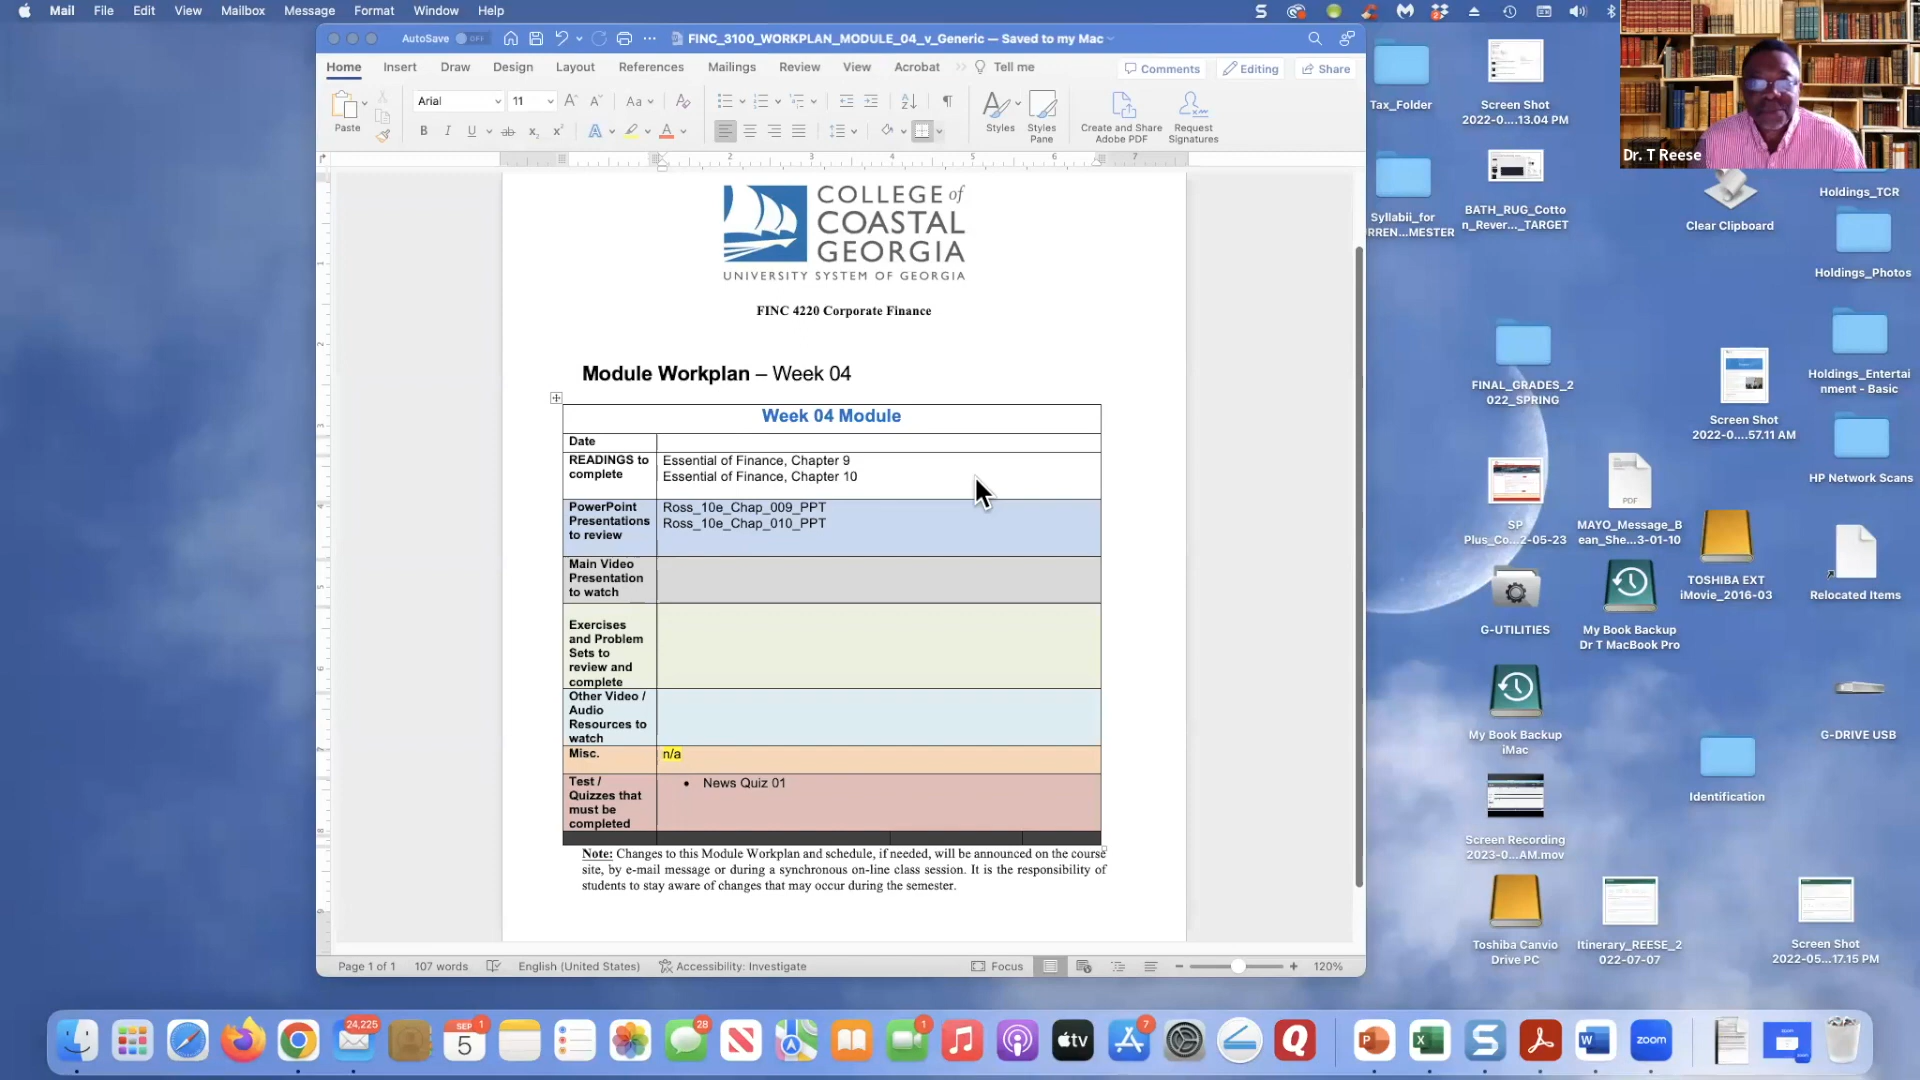 Mail File Edit View Mailbox Message Format Window Help
AutoSave OFF
FINC_3100_WORKPLAN_MODULE_04_v_Generic — Saved to my Mac
Home Insert Draw Design Layout References Mailings Review View Acrobat Tell me
Comments Editing Share
Paste
Arial 11
Styles
Styles
Pane
Create and Share
Adobe PDF
Request
Signatures
COLLEGE of
COASTAL
GEORGIA
UNIVERSITY SYSTEM OF GEORGIA
FINC 4220 Corporate Finance
Module Workplan – Week 04
Week 04 Module
Date
READINGS to
complete
Essential of Finance, Chapter 9
Essential of Finance, Chapter 10
PowerPoint
Presentations
to review
Ross_10e_Chap_009_PPT
Ross_10e_Chap_010_PPT
Main Video
Presentation
to watch
Exercises
and Problem
Sets to
review and
complete
Other Video /
Audio
Resources to
watch
Misc.
n/a
Test /
Quizzes that
must be
completed
• News Quiz 01
Note: Changes to this Module Workplan and schedule, if needed, will be announced on the course
site, by e-mail message or during a synchronous on-line class session. It is the responsibility of
students to stay aware of changes that may occur during the semester.
Page 1 of 1 107 words English (United States) Accessibility: Investigate Focus 120%
Dr. T Reese
Tax_Folder
Screen Shot
2022-0....13.04 PM
Syllabii_for
RREN...MESTER
BATH_RUG_Cotto
n_Rever..._TARGET
Clear Clipboard
Holdings_TCR
Holdings_Photos
FINAL_GRADES_2
022_SPRING
Screen Shot
2022-0....57.11 AM
Holdings_Entertai
nment - Basic
HP Network Scans
SP
Plus_Co...2-05-23
PDF
MAYO_Message_B
ean_She...3-01-10
TOSHIBA EXT
iMovie_2016-03
Relocated Items
G-UTILITIES
My Book Backup
Dr T MacBook Pro
My Book Backup
iMac
G-DRIVE USB
Identification
Screen Recording
2023-0...AM.mov
Toshiba Canvio
Drive PC
Itinerary_REESE_2
022-07-07
Screen Shot
2022-05...17.15 PM
24,225
SEP 1
5
28
1
7
tv
zoom